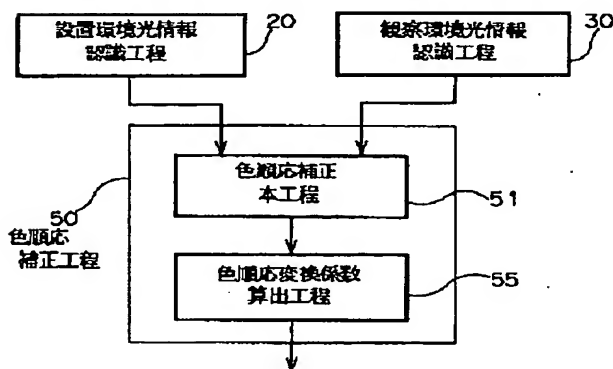 設置環境光情報
認識工程
20
観察環境光情報
認識工程
30
色順応補正
本工程
51
50
色順応
補正工程
色順応変換係数
算出工程
55